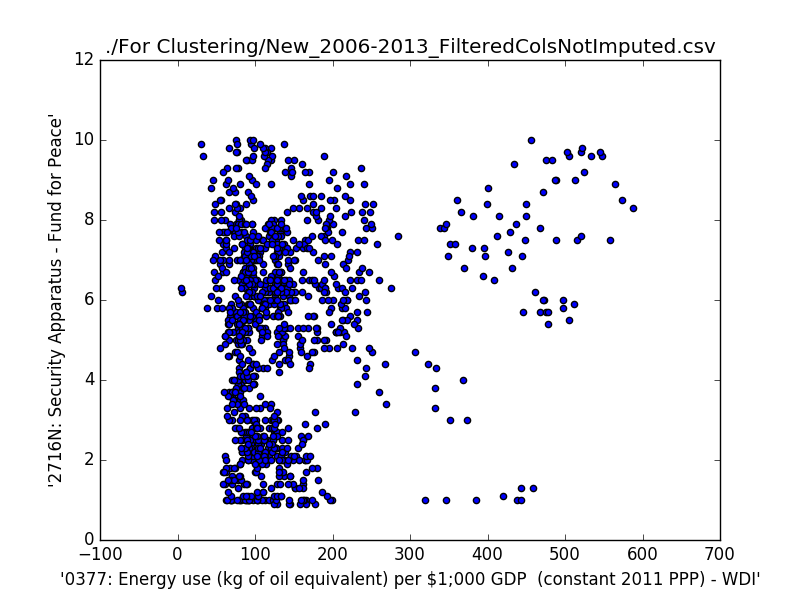 ./For Clustering/New_2006-2013_FilteredColsNotImputed.csv
12
10
8
6
4
2
0
'2716N: Security Apparatus - Fund for Peace'
−100 0 100 200 300 400 500 600 700
'0377: Energy use (kg of oil equivalent) per $1;000 GDP  (constant 2011 PPP) - WDI'